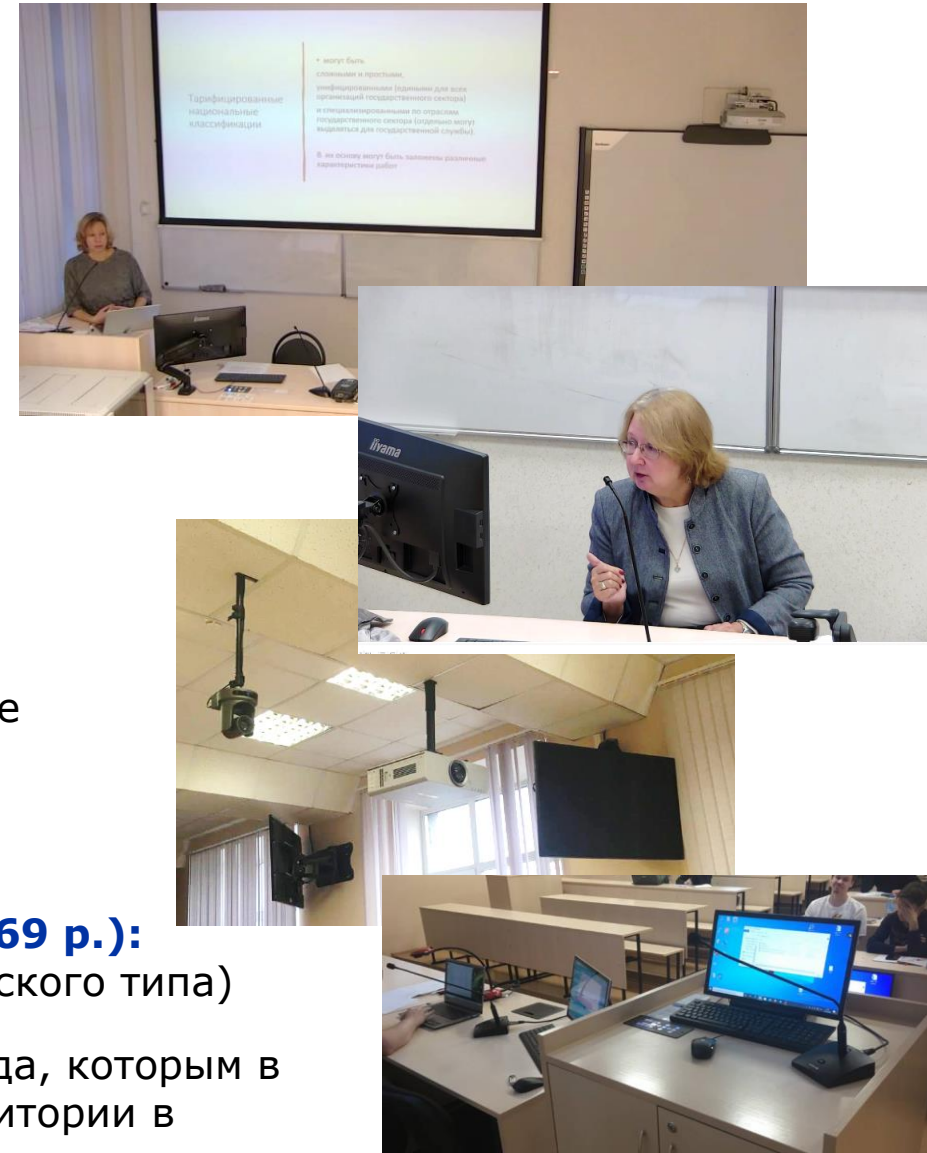 Тарифицированные
национальные
классификации
• могут быть
сложными и простыми,
унифицированными (едиными для всех
организаций государственного сектора)
и специализированными по отраслям
государственного сектора (отдельно могут
выделяться для государственной службы).
В их основу могут быть заложены различные
характеристики работ
iiyama
iiyama
е
69 р.):
ского типа)
да, которым в
итории в